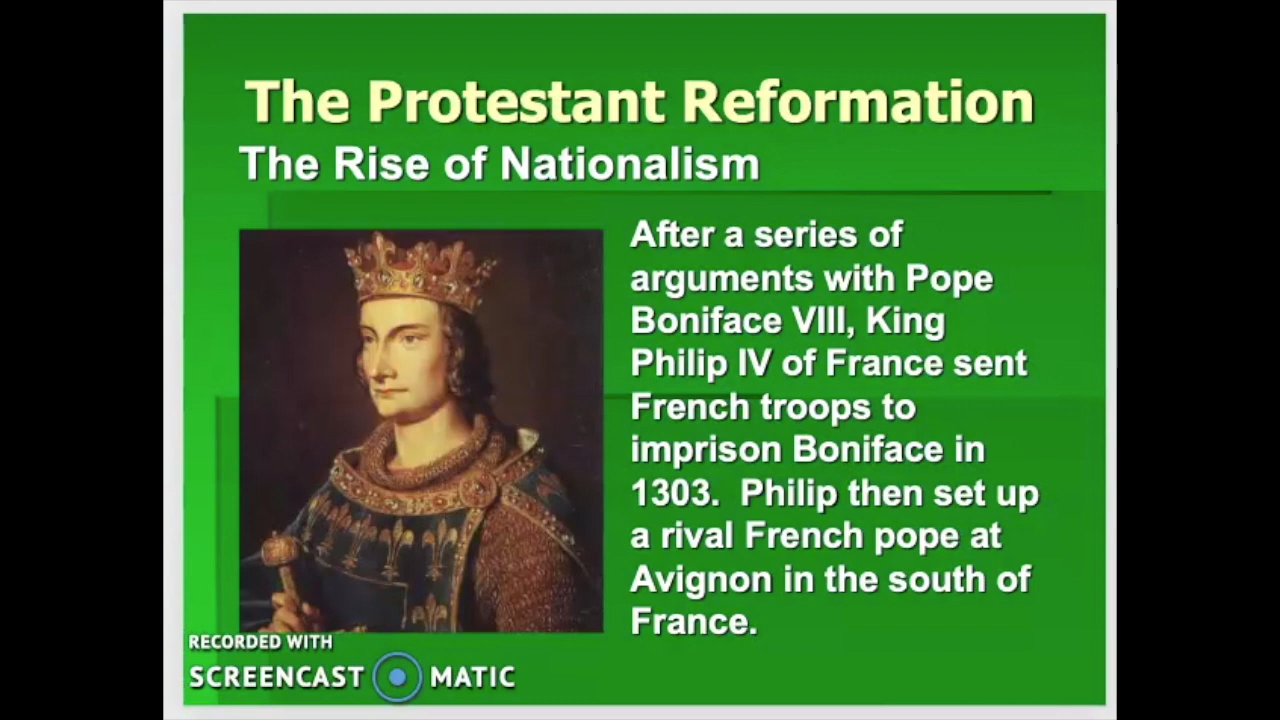 The Protestant Reformation
The Rise of Nationalism
After a series of
arguments with Pope
Boniface VIII, King
Philip IV of France sent
French troops to
imprison Boniface in
1303.  Philip then set up
a rival French pope at
Avignon in the south of
France.
RECORDED WITH
SCREENCAST MATIC